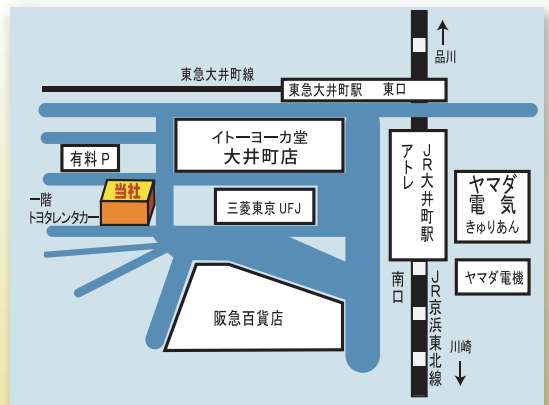 品川
東急大井町線
東急大井町駅 東口
イトーヨーカ堂
大井町店
有料P
当社
一階
トヨタレンタカー
三菱東京UFJ
JR大井町駅
アトレ
ヤマダ
電気
きゅりあん
ヤマダ電機
南口
JR京浜東北線
川崎
阪急百貨店